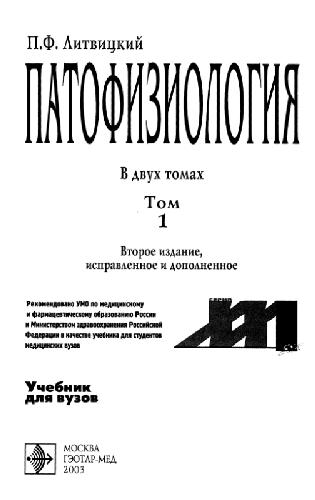 П.Ф. Литвицкий
ПАТОФИЗИОЛОГИЯ
В двух томах
Том
1
Второе издание,
исправленное и дополненное
Рекомендовано УМО по медицинскому
и фармацевтическому образованию России
и Министерством здравоохранения Российской
Федерации в качестве учебника для студентов
медицинских вузов
Учебник
для вузов
МОСКВА
ГЭОТАР-МЕД
2003